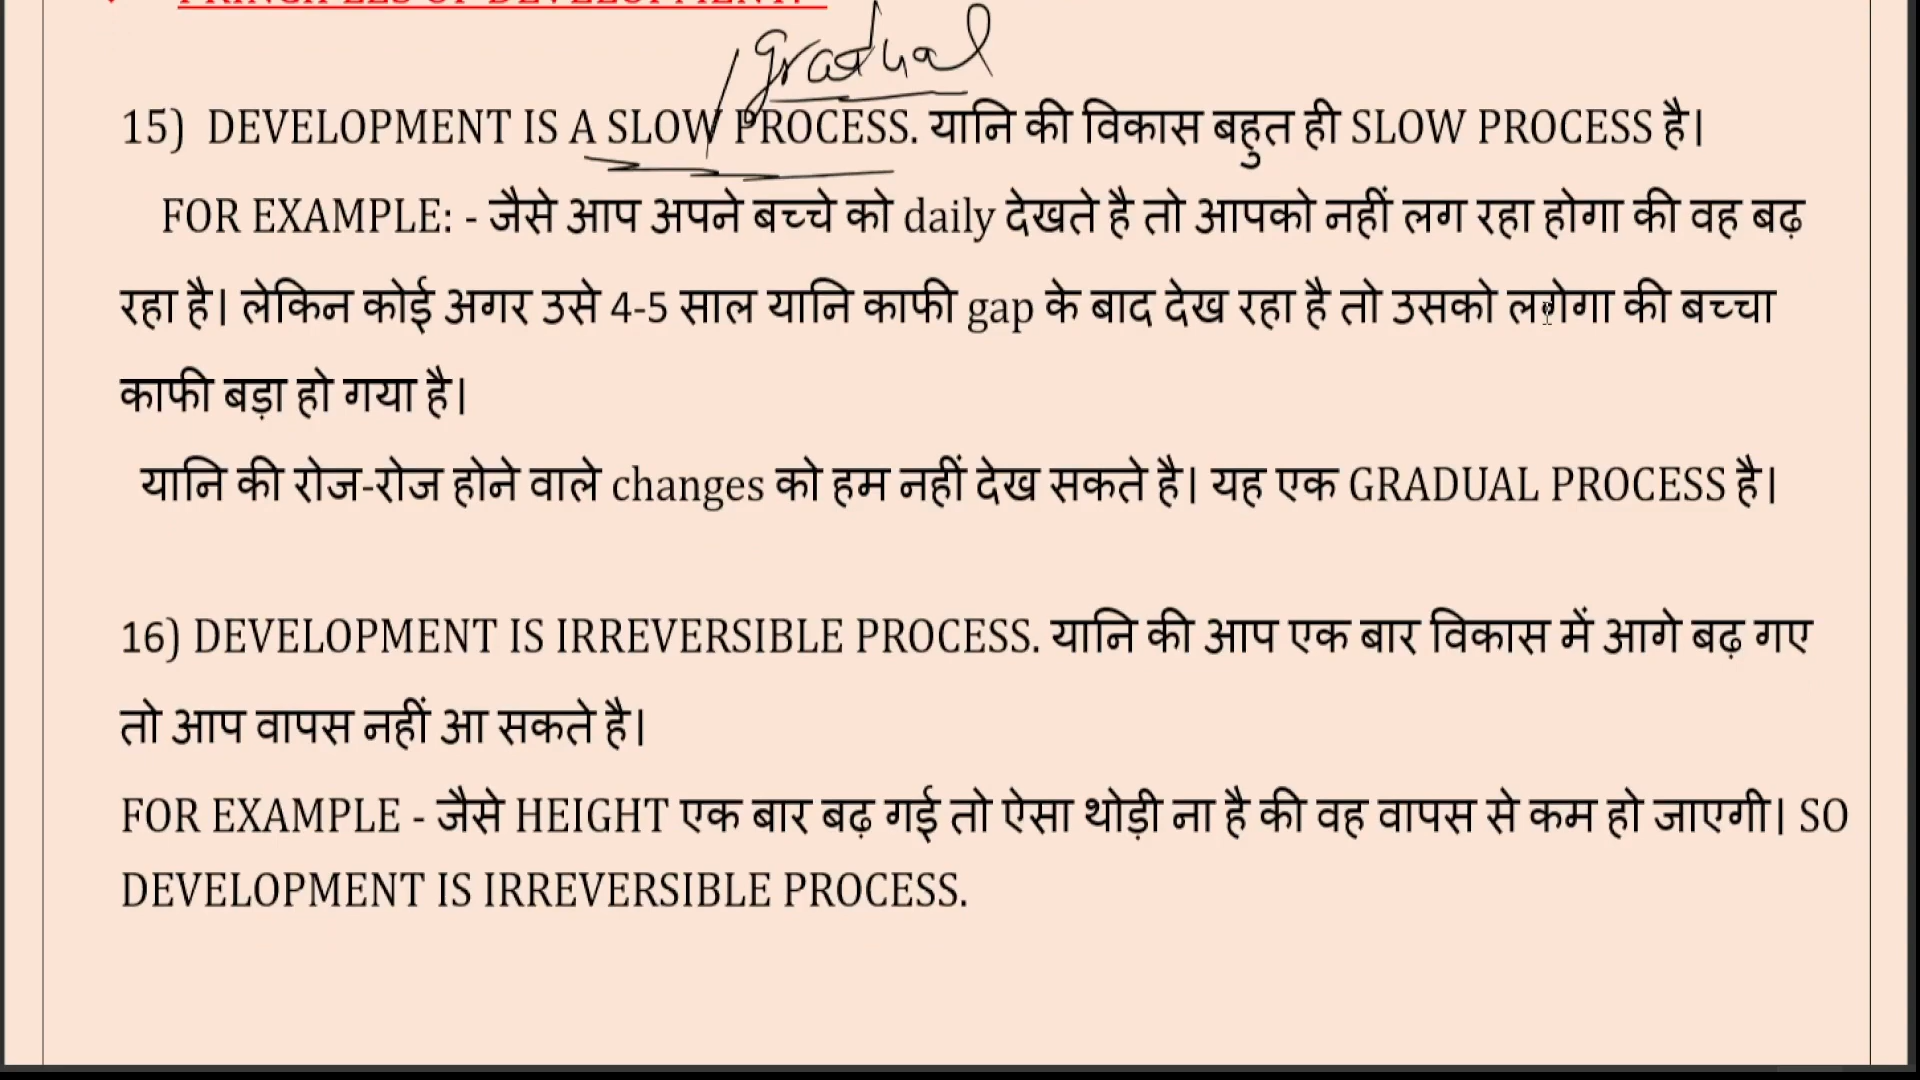 PRINCIPLES OF DEVELOPMENT: -
gradual
15) DEVELOPMENT IS A SLOW PROCESS. यानि की विकास बहुत ही SLOW PROCESS है।
FOR EXAMPLE: - जैसे आप अपने बच्चे को daily देखते है तो आपको नहीं लग रहा होगा की वह बढ़
रहा है। लेकिन कोई अगर उसे 4-5 साल यानि काफी gap के बाद देख रहा है तो उसको लगेगा की बच्चा
काफी बड़ा हो गया है।
यानि की रोज-रोज होने वाले changes को हम नहीं देख सकते है। यह एक GRADUAL PROCESS है।
16) DEVELOPMENT IS IRREVERSIBLE PROCESS. यानि की आप एक बार विकास में आगे बढ़ गए
तो आप वापस नहीं आ सकते है।
FOR EXAMPLE - जैसे HEIGHT एक बार बढ़ गई तो ऐसा थोड़ी ना है की वह वापस से कम हो जाएगी। SO
DEVELOPMENT IS IRREVERSIBLE PROCESS.